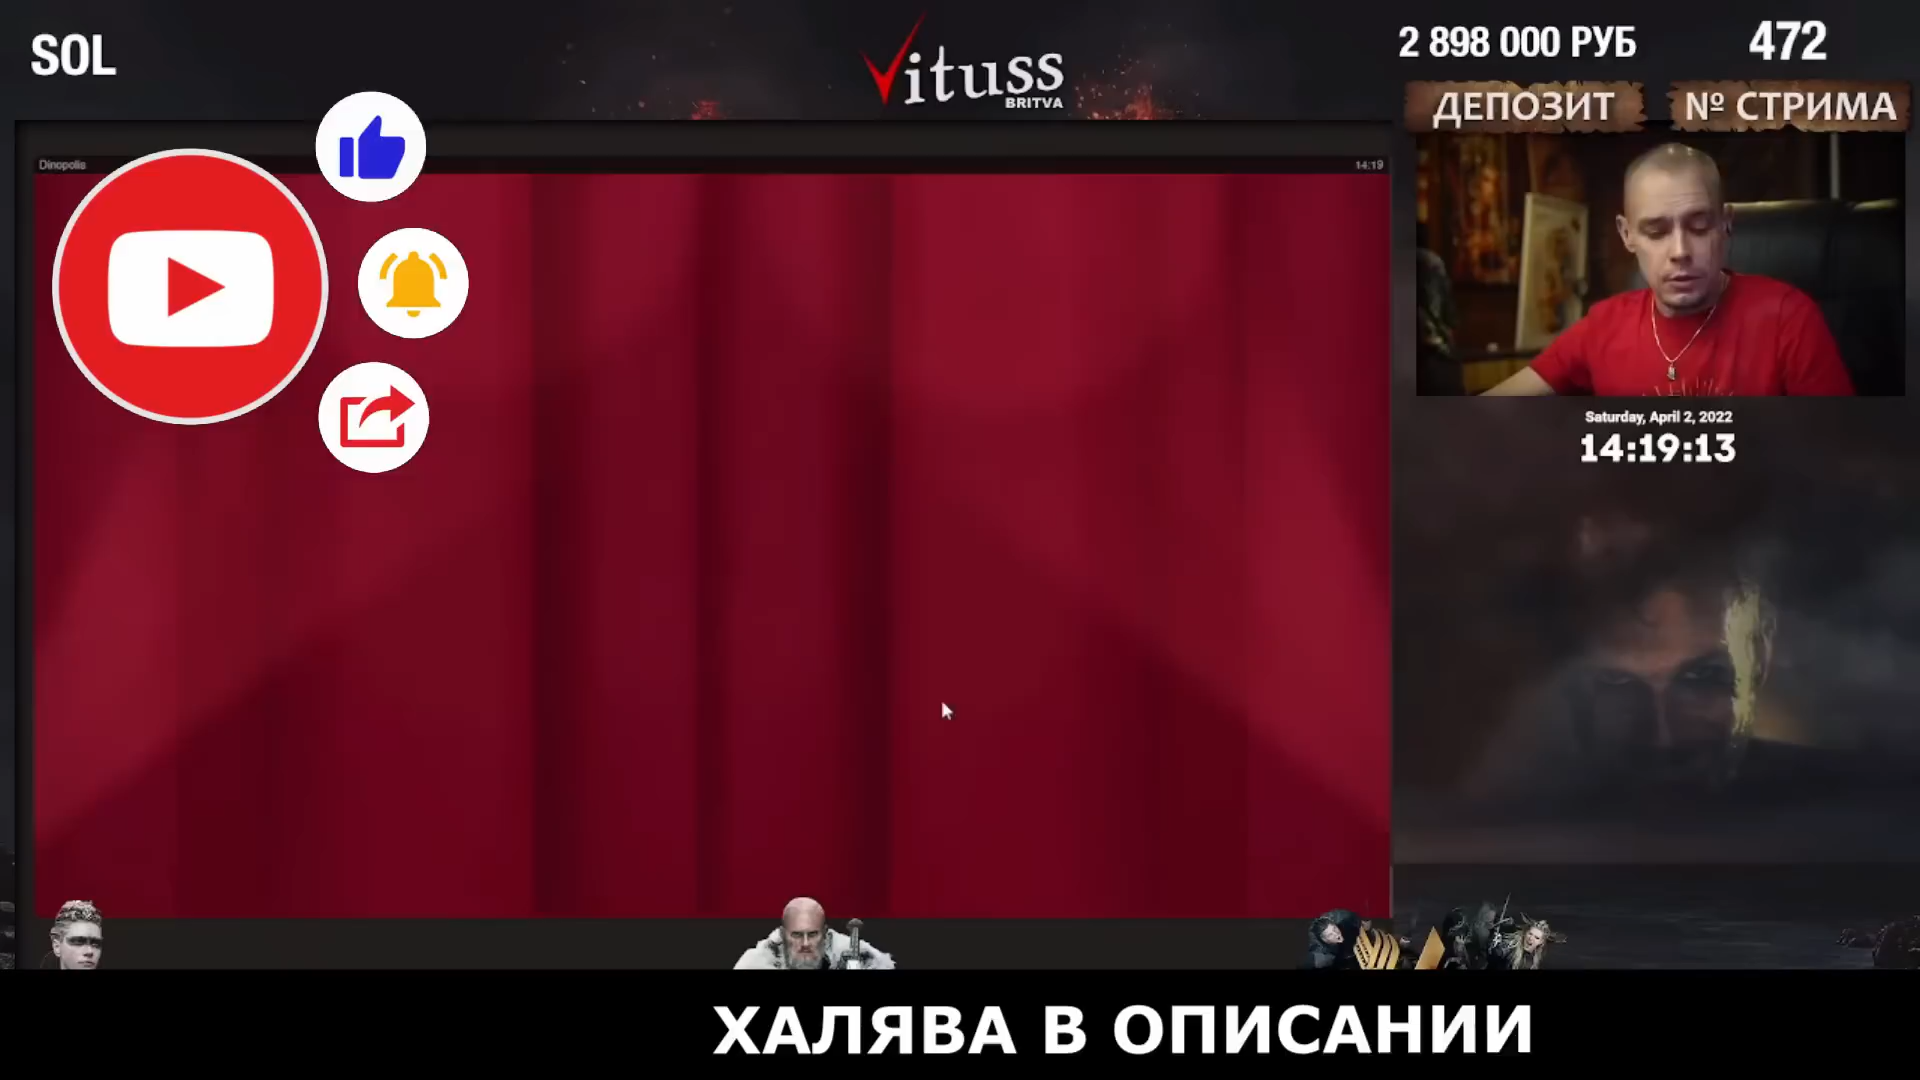 SOL
Vituss
BRITVA
2 898 000 РУБ
472
ДЕПОЗИТ
№ СТРИМА
Dinopolis
14:19
Saturday, April 2, 2022
14:19:13
ХАЛЯВА В ОПИСАНИИ